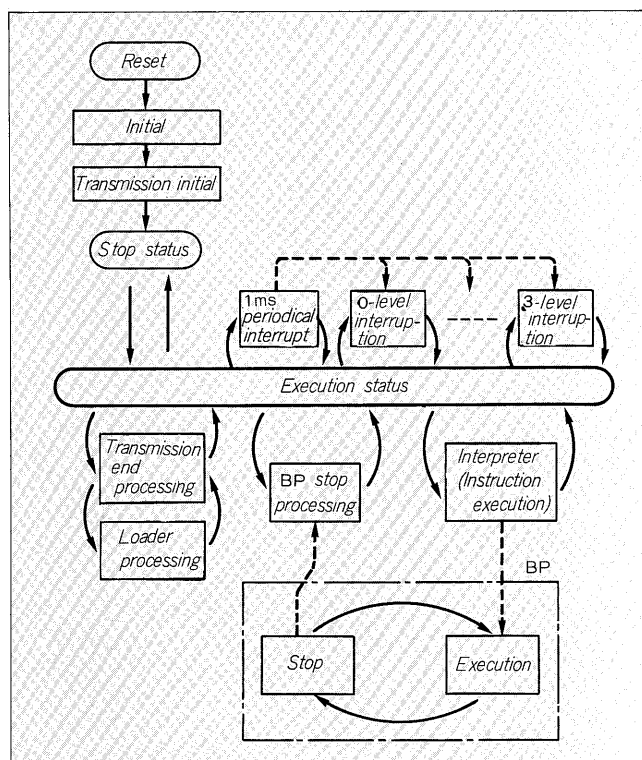 Reset
Initial
Transmission initial
Stop status
1ms
periodical
interrupt
0-level
interrup-
tion
3-level
interrup-
tion
Execution status
Transmission
end
processing
Loader
processing
BP stop
processing
Interpreter
(Instruction
execution)
BP
Stop
Execution